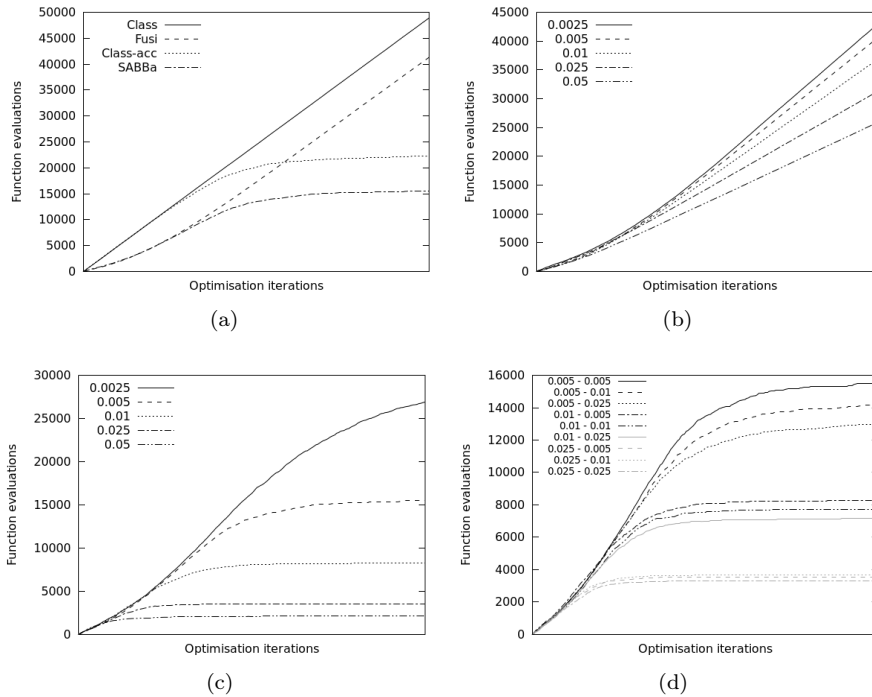 50000
45000
40000
35000
30000
25000
20000
15000
10000
5000
0
Function evaluations
Class
Fusi
Class-acc
SABBa
Optimisation iterations
(a)
45000
40000
35000
30000
25000
20000
15000
10000
5000
0
Function evaluations
0.0025
0.005
0.01
0.025
0.05
Optimisation iterations
(b)
30000
25000
20000
15000
10000
5000
0
Function evaluations
0.0025
0.005
0.01
0.025
0.05
Optimisation iterations
(c)
16000
14000
12000
10000
8000
6000
4000
2000
0
Function evaluations
0.005 - 0.005
0.005 - 0.01
0.005 - 0.025
0.01 - 0.005
0.01 - 0.01
0.01 - 0.025
0.025 - 0.005
0.025 - 0.01
0.025 - 0.025
Optimisation iterations
(d)